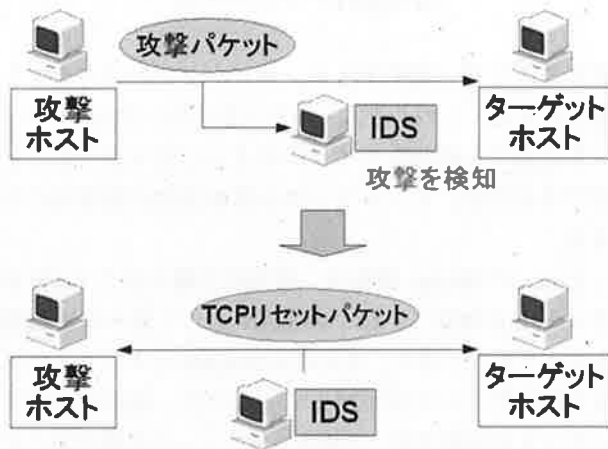 攻撃パケット
攻撃
ホスト
IDS
ターゲット
ホスト
攻撃を検知
TCPリセットパケット
攻撃
ホスト
IDS
ターゲット
ホスト